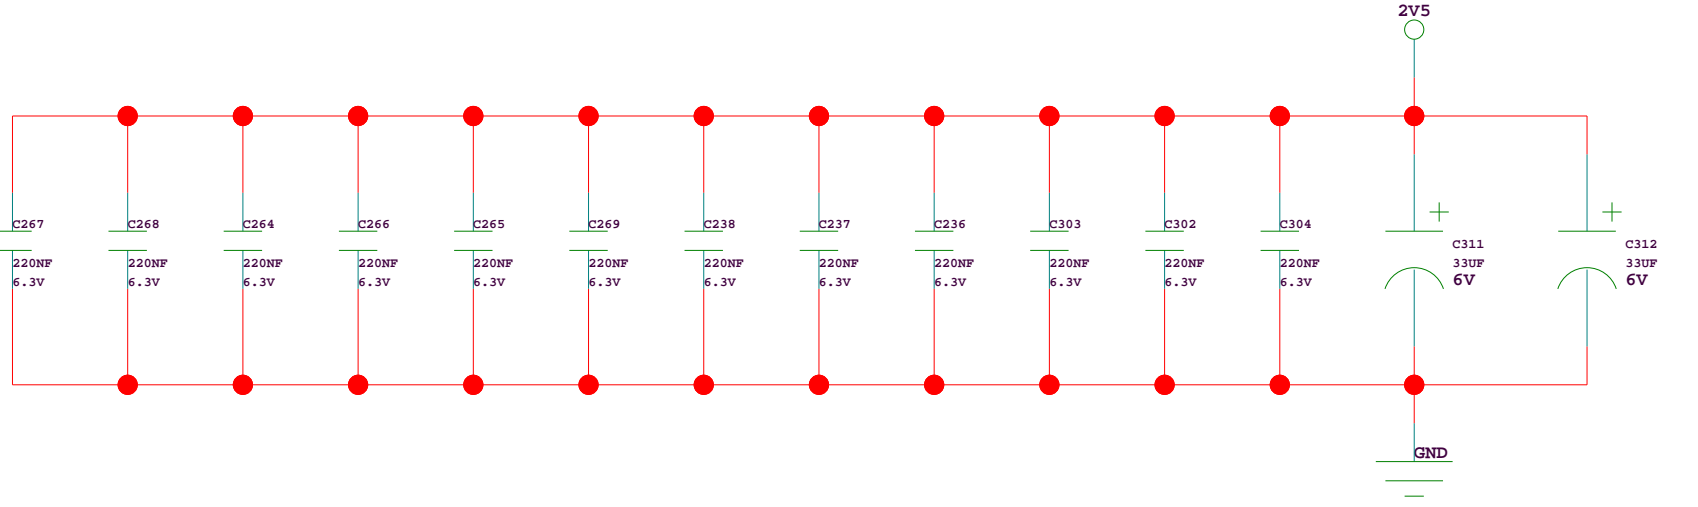 2V5
C267
220NF
6.3V
C268
220NF
6.3V
C264
220NF
6.3V
C266
220NF
6.3V
C265
220NF
6.3V
C269
220NF
6.3V
C238
220NF
6.3V
C237
220NF
6.3V
C236
220NF
6.3V
C303
220NF
6.3V
C302
220NF
6.3V
C304
220NF
6.3V
C311
33UF
6V
C312
33UF
6V
GND